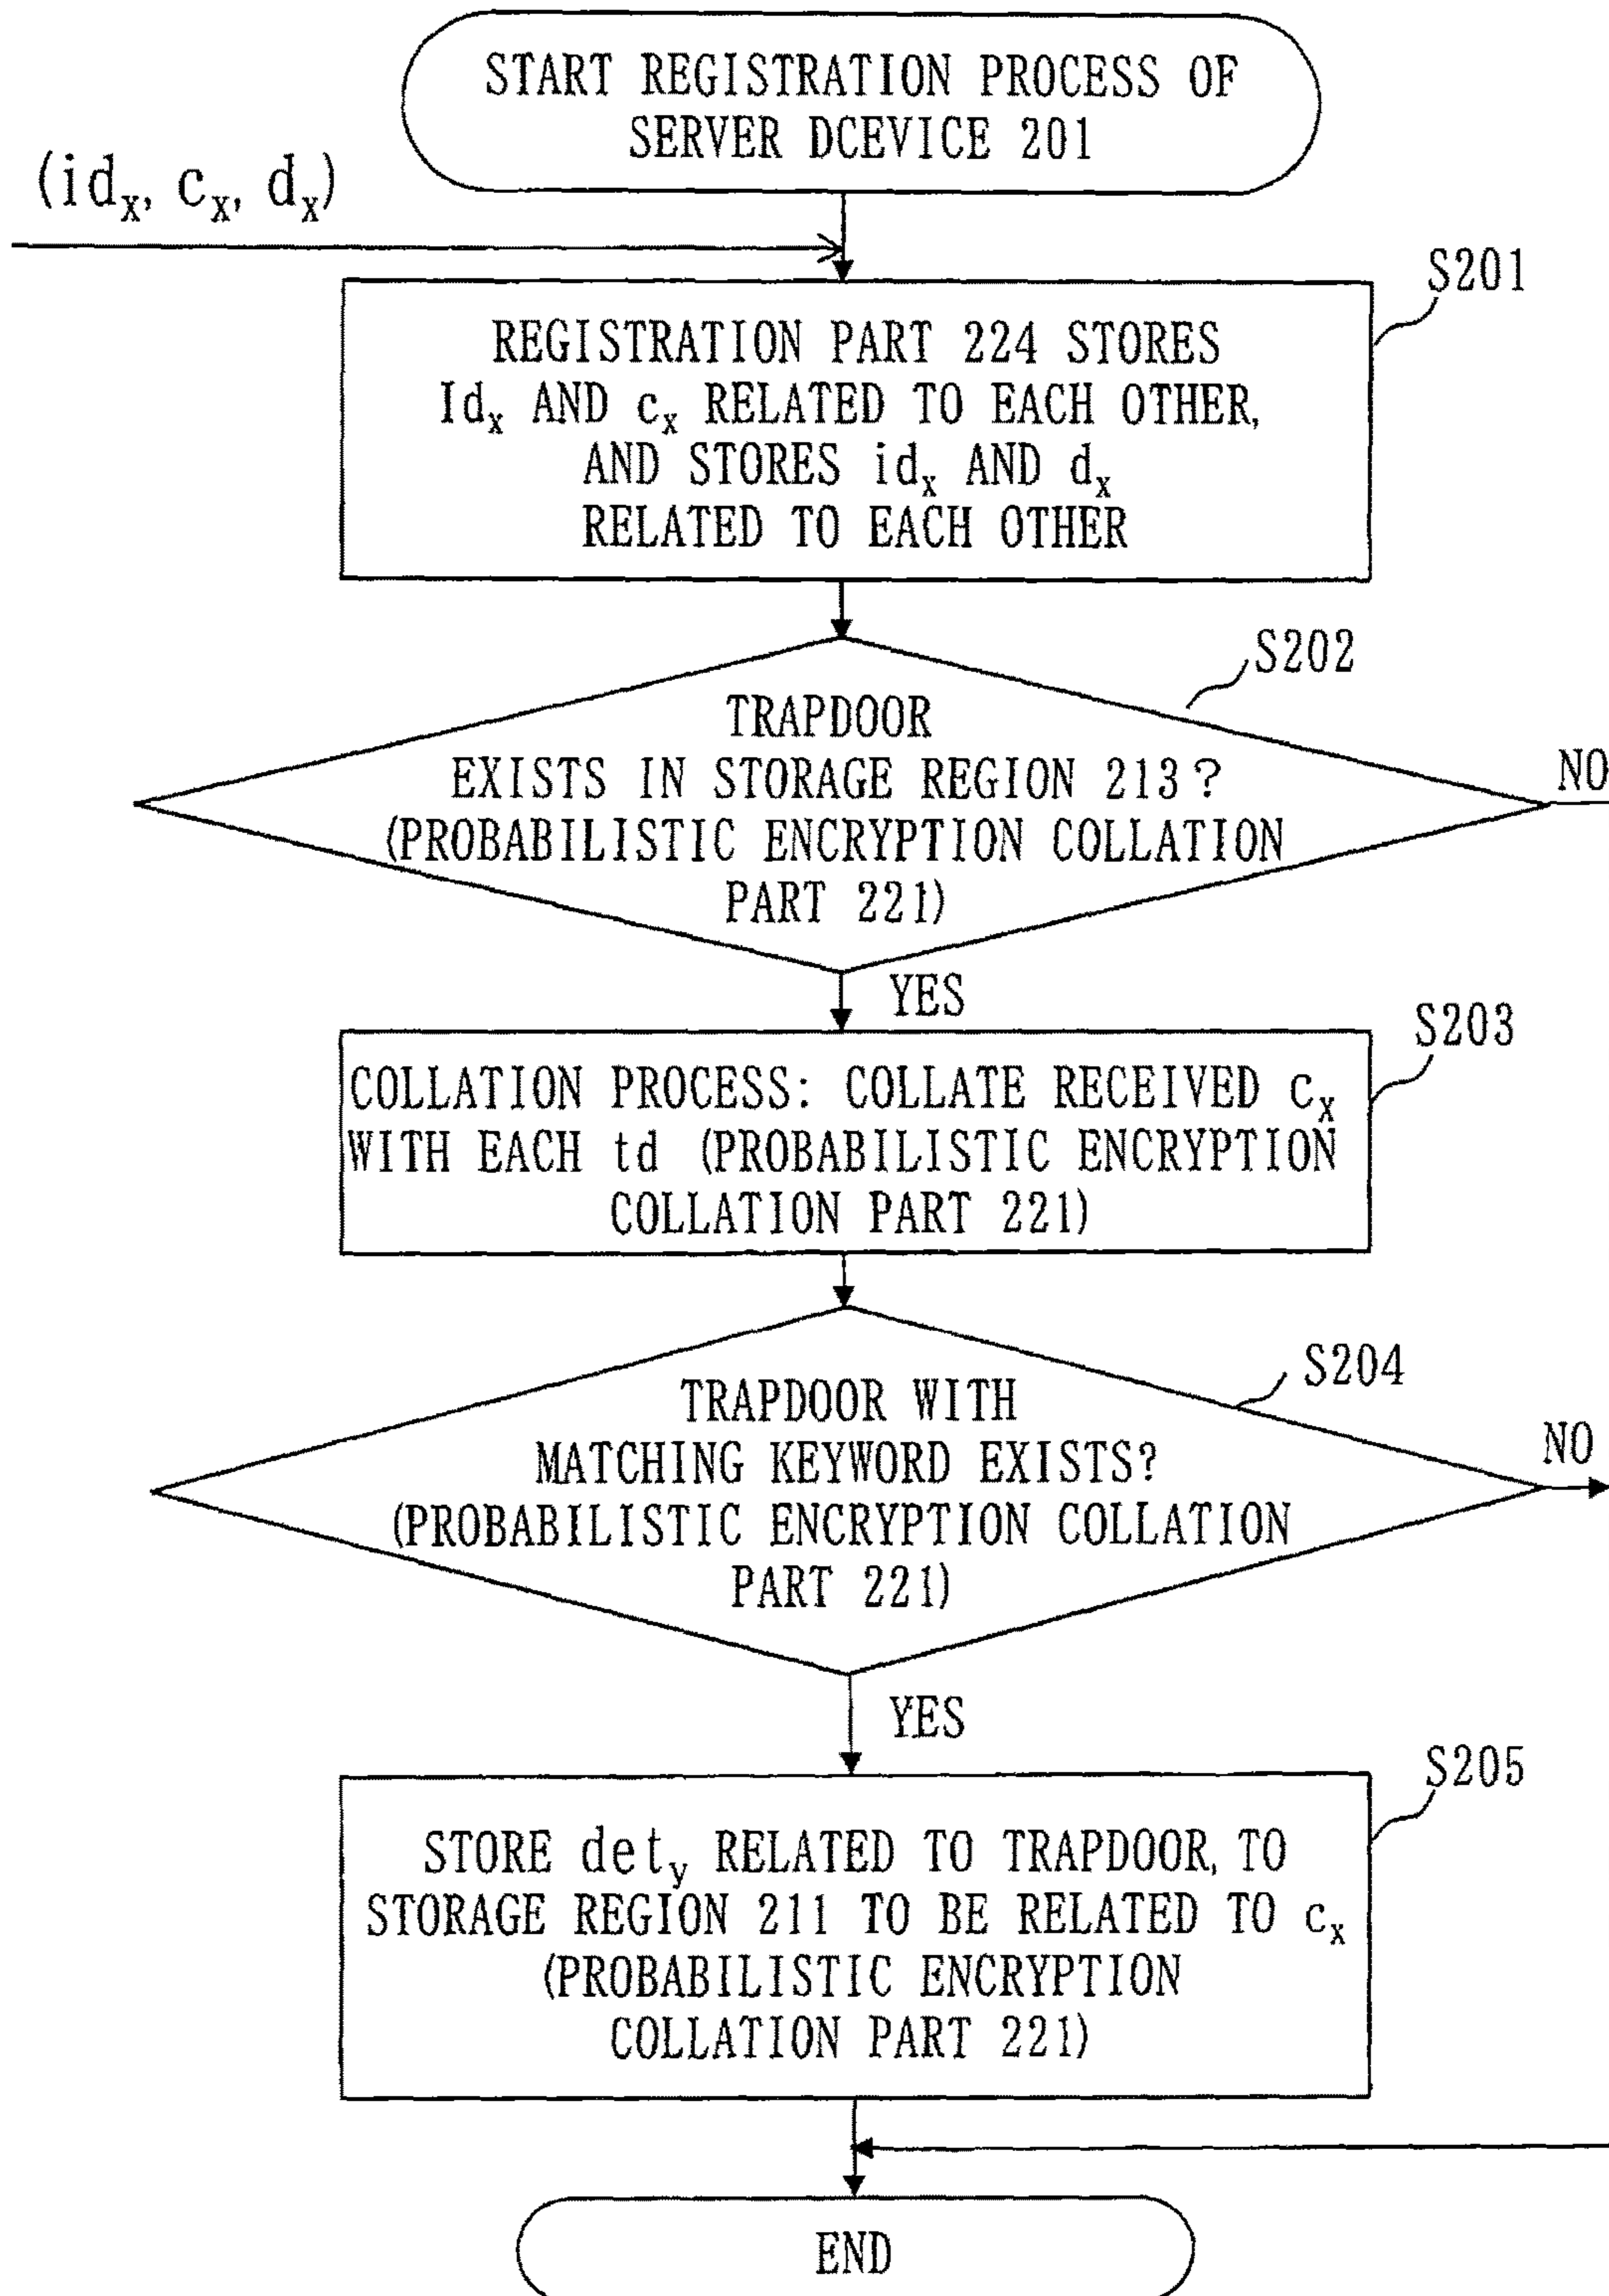 START REGISTRATION PROCESS OF
SERVER DCEVICE 201
(idx, cx, dx)
S201
REGISTRATION PART 224 STORES
Idx AND cx RELATED TO EACH OTHER,
AND STORES idx AND dx
RELATED TO EACH OTHER
S202
TRAPDOOR
EXISTS IN STORAGE REGION 213?
(PROBABILISTIC ENCRYPTION COLLATION
PART 221)
NO
YES
S203
COLLATION PROCESS: COLLATE RECEIVED cx
WITH EACH td (PROBABILISTIC ENCRYPTION
COLLATION PART 221)
S204
TRAPDOOR WITH
MATCHING KEYWORD EXISTS?
(PROBABILISTIC ENCRYPTION COLLATION
PART 221)
NO
YES
S205
STORE dety RELATED TO TRAPDOOR, TO
STORAGE REGION 211 TO BE RELATED TO cx
(PROBABILISTIC ENCRYPTION
COLLATION PART 221)
END